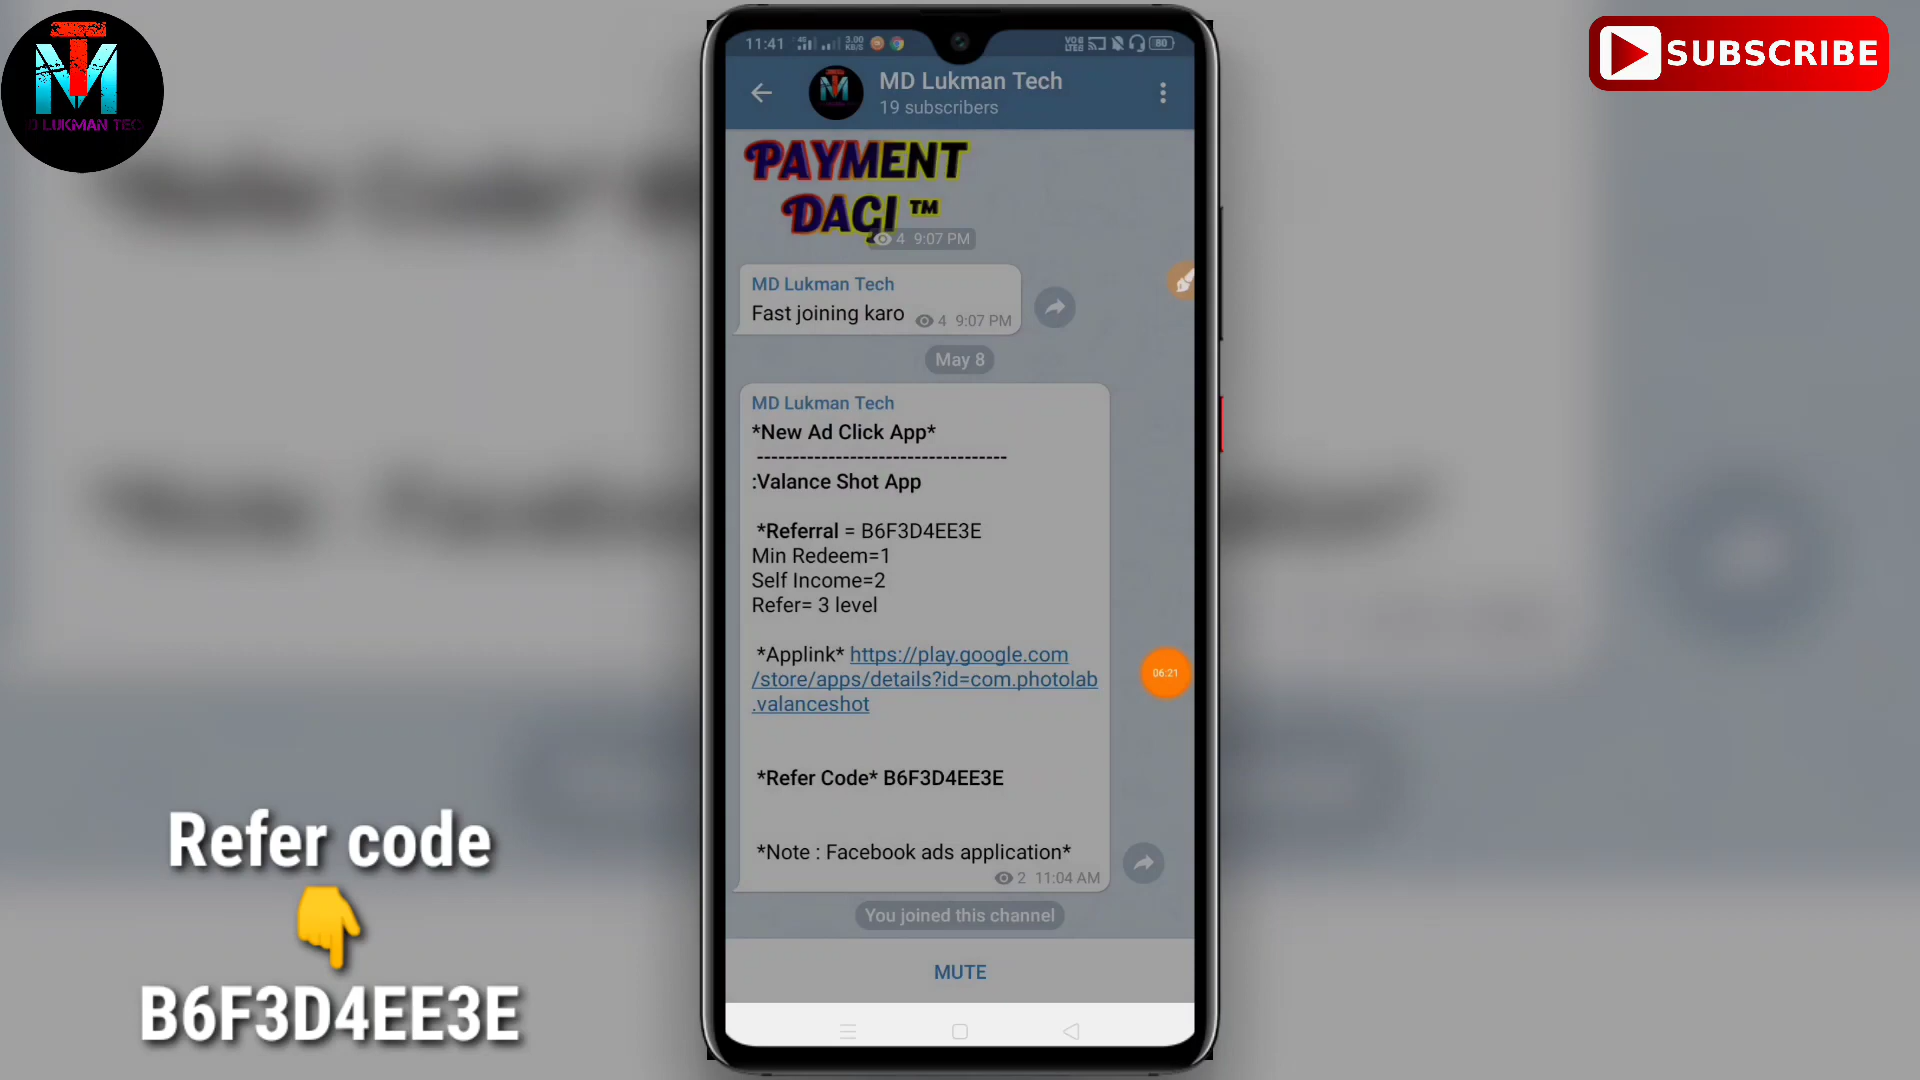 SUBSCRIBE
11:41
3.00
KB/S
80
MD Lukman Tech
19 subscribers
PAYMENT
DAGI ™
4 9:07 PM
MD Lukman Tech
Fast joining karo
4 9:07 PM
May 8
MD Lukman Tech
*New Ad Click App*
-----------------------------------
:Valance Shot App
*Referral = B6F3D4EE3E
Min Redeem=1
Self Income=2
Refer= 3 level
*Applink* https://play.google.com
/store/apps/details?id=com.photolab
.valanceshot
06:21
*Refer Code* B6F3D4EE3E
*Note : Facebook ads application*
2 11:04 AM
You joined this channel
MUTE
Refer code
👇
B6F3D4EE3E